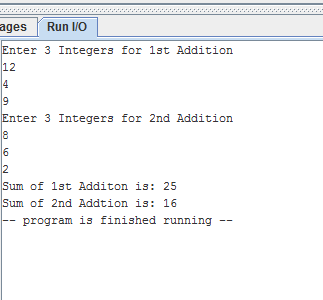 ages Run I/O
Enter 3 Integers for 1st Addition
12
4
9
Enter 3 Integers for 2nd Addition
8
6
2
Sum of 1st Additon is: 25
Sum of 2nd Addtion is: 16
-- program is finished running --